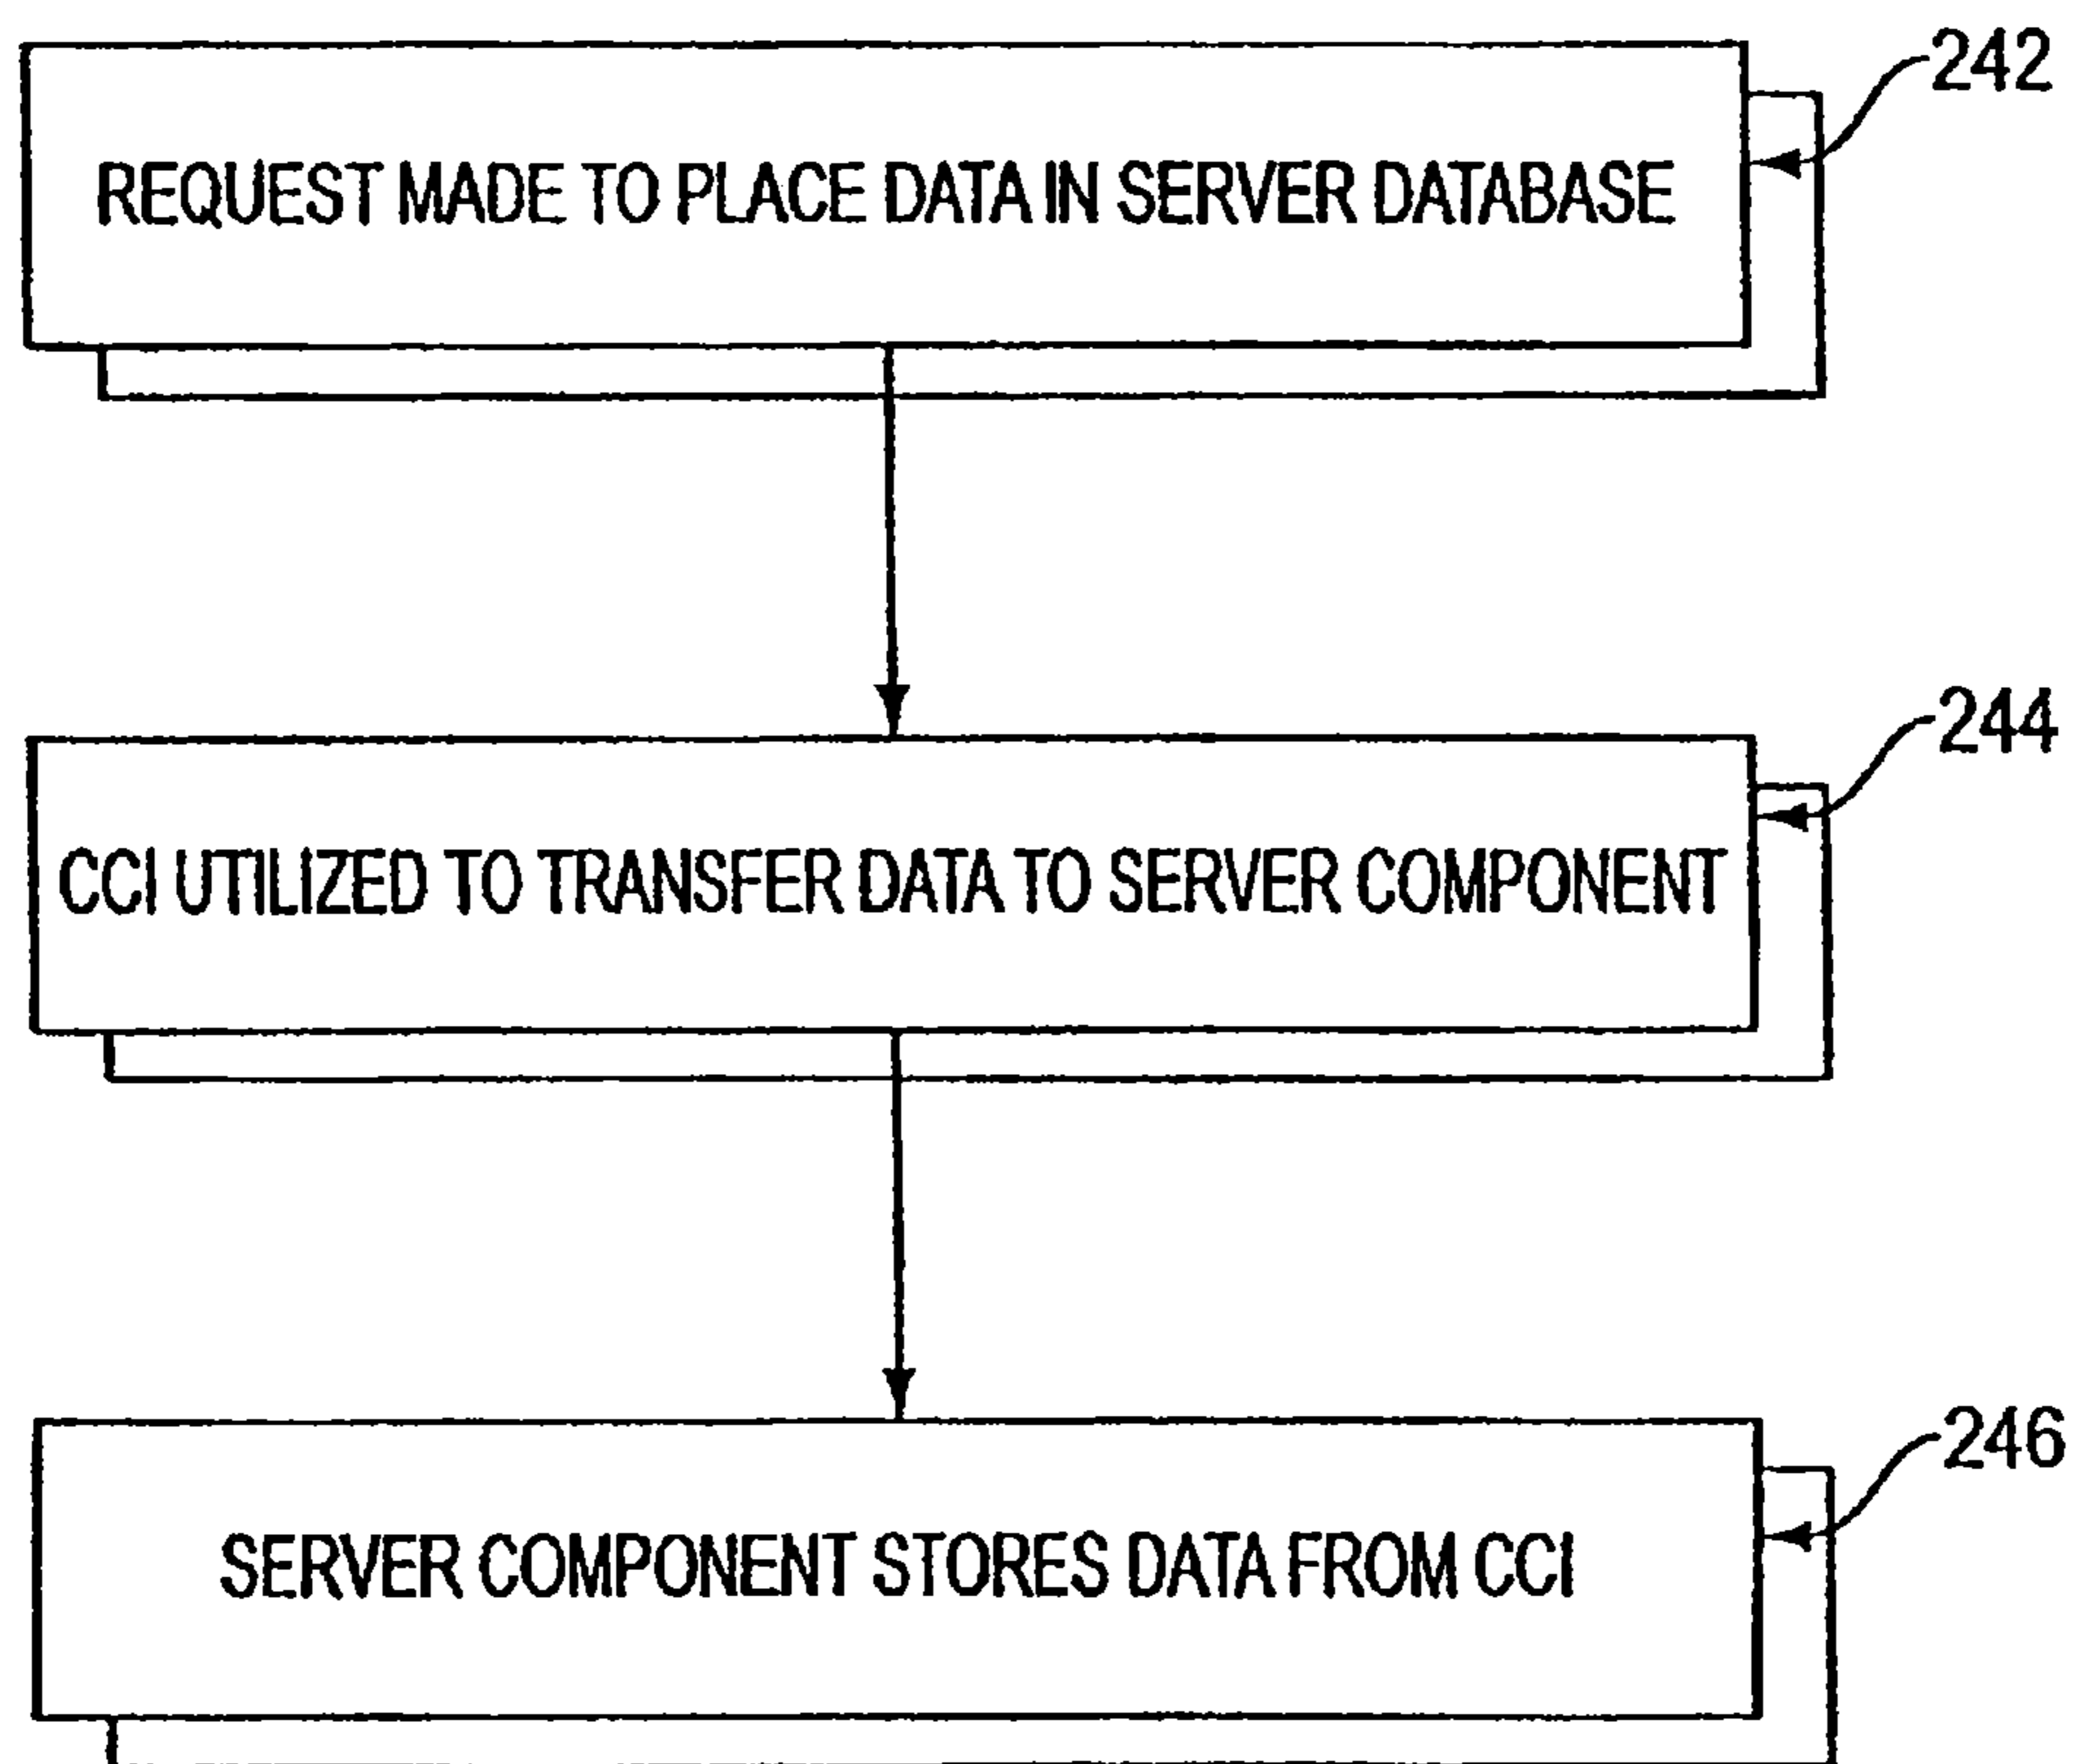 242
REQUEST MADE TO PLACE DATA IN SERVER DATABASE
244
CCI UTILIZED TO TRANSFER DATA TO SERVER COMPONENT
246
SERVER COMPONENT STORES DATA FROM CCI